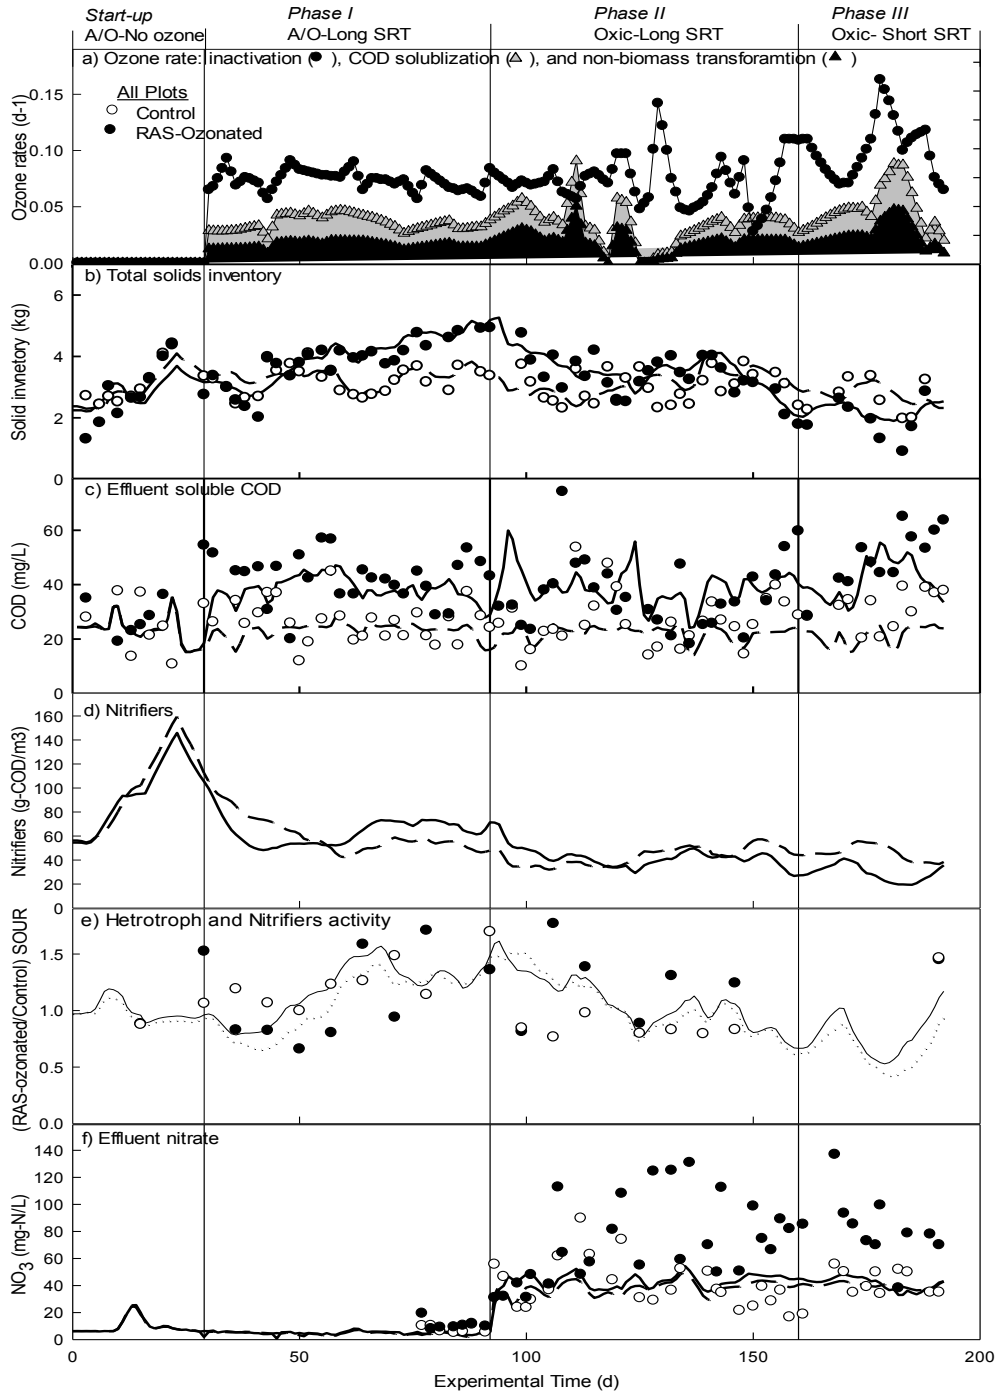 Start-up Phase I Phase II Phase III
A/O-No ozone A/O-Long SRT Oxic-Long SRT Oxic- Short SRT
a) Ozone rate: inactivation ( ● ), COD solublization ( △ ), and non-biomass transforamtion ( ▲ )
All Plots
Control
RAS-Ozonated
Ozone rates (d-1)
0.15
0.10
0.05
0.00
b) Total solids inventory
Solid invnetory (kg)
6
4
2
0
c) Effluent soluble COD
COD (mg/L)
60
40
20
0
d) Nitrifiers
Nitrifiers (g-COD/m3)
160
140
120
100
80
60
40
20
e) Hetrotroph and Nitrifiers activity
(RAS-ozonated/Control) SOUR
1.5
1.0
0.5
0.0
f) Effluent nitrate
NO3 (mg-N/L)
140
120
100
80
60
40
20
0
0 50 100 150 200
Experimental Time (d)